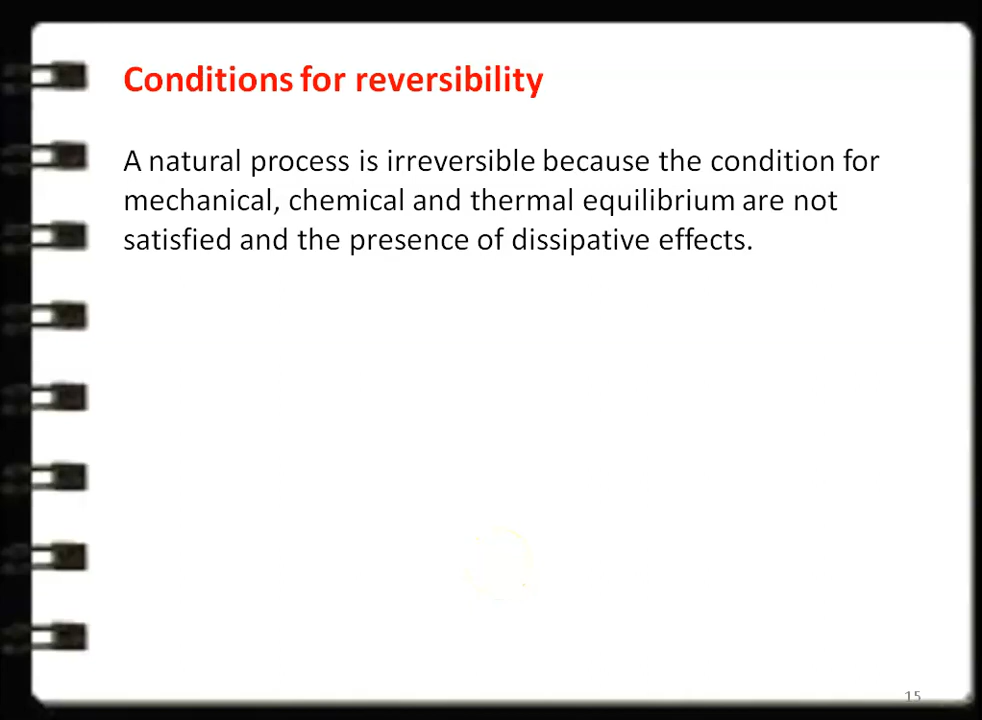 Conditions for reversibility
A natural process is irreversible because the condition for
mechanical, chemical and thermal equilibrium are not
satisfied and the presence of dissipative effects.
15